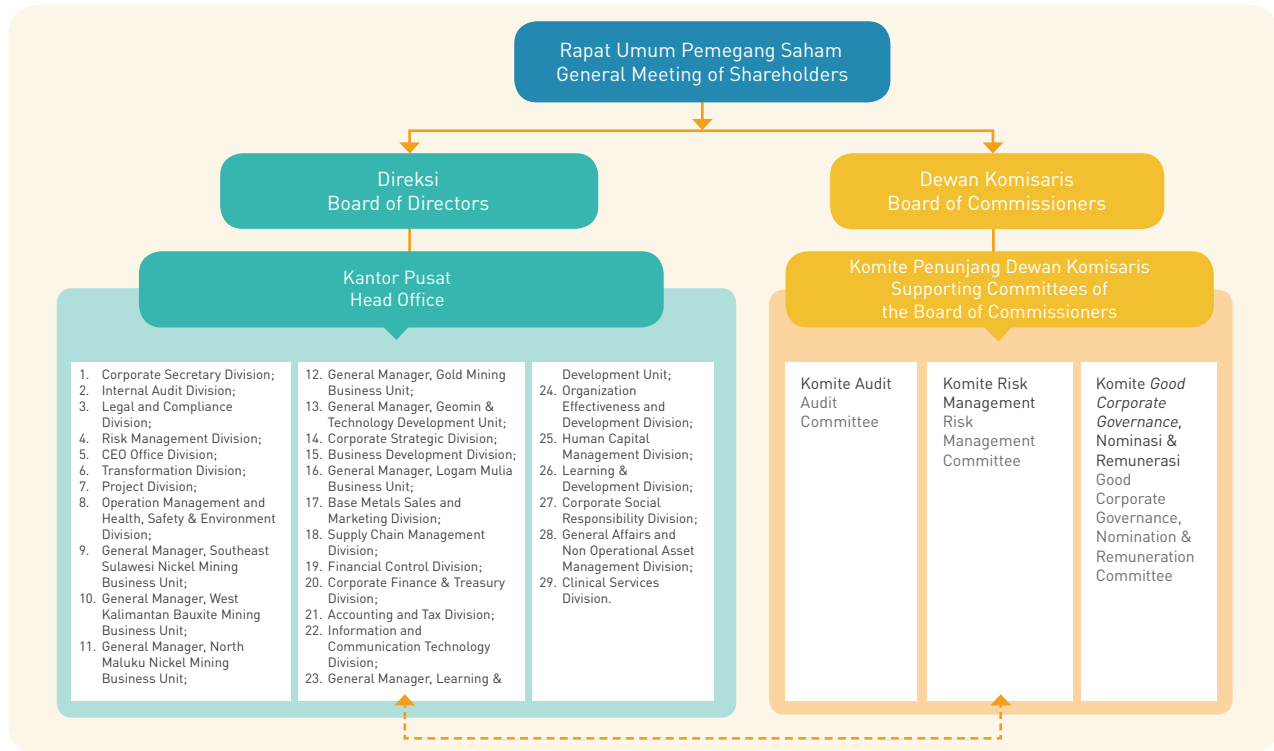 Rapat Umum Pemegang Saham
General Meeting of Shareholders
Direksi
Board of Directors
Dewan Komisaris
Board of Commissioners
Kantor Pusat
Head Office
Komite Penunjang Dewan Komisaris
Supporting Committees of
the Board of Commissioners
1. Corporate Secretary Division;
2. Internal Audit Division;
3. Legal and Compliance
Division;
4. Risk Management Division;
5. CEO Office Division;
6. Transformation Division;
7. Project Division;
8. Operation Management and
Health, Safety & Environment
Division;
9. General Manager, Southeast
Sulawesi Nickel Mining
Business Unit;
10. General Manager, West
Kalimantan Bauxite Mining
Business Unit;
11. General Manager, North
Maluku Nickel Mining
Business Unit;
12. General Manager, Gold Mining
Business Unit;
13. General Manager, Geomin &
Technology Development Unit;
14. Corporate Strategic Division;
15. Business Development Division;
16. General Manager, Logam Mulia
Business Unit;
17. Base Metals Sales and
Marketing Division;
18. Supply Chain Management
Division;
19. Financial Control Division;
20. Corporate Finance & Treasury
Division;
21. Accounting and Tax Division;
22. Information and
Communication Technology
Division;
23. General Manager, Learning &
Development Unit;
24. Organization
Effectiveness and
Development Division;
25. Human Capital
Management Division;
26. Learning &
Development Division;
27. Corporate Social
Responsibility Division;
28. General Affairs and
Non Operational Asset
Management Division;
29. Clinical Services
Division.
Komite Audit
Audit
Committee
Komite Risk
Management
Risk
Management
Committee
Komite Good
Corporate
Governance,
Nominasi &
Remunerasi
Good
Corporate
Governance,
Nomination &
Remuneration
Committee